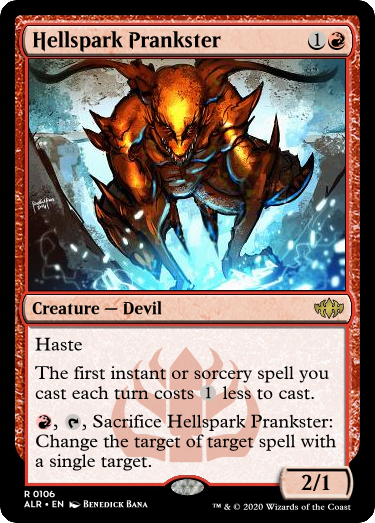 Hellspark Prankster 1
Creature — Devil
Haste
The first instant or sorcery spell you
cast each turn costs 1 less to cast.
, , Sacrifice Hellspark Prankster:
Change the target of target spell with
a single target.
2/1
R 0106
ALR • EN Benedick Bana
™ & © 2020 Wizards of the Coast